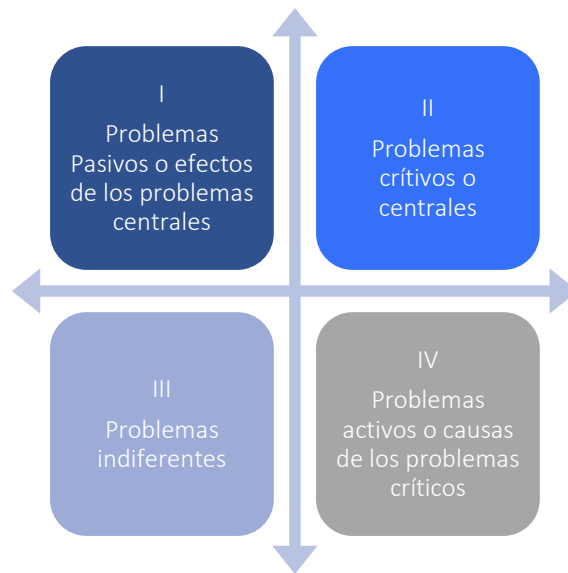 I
Problemas
Pasivos o efectos
de los problemas
centrales
II
Problemas
crítivos o
centrales
III
Problemas
indiferentes
IV
Problemas
activos o causas
de los problemas
críticos